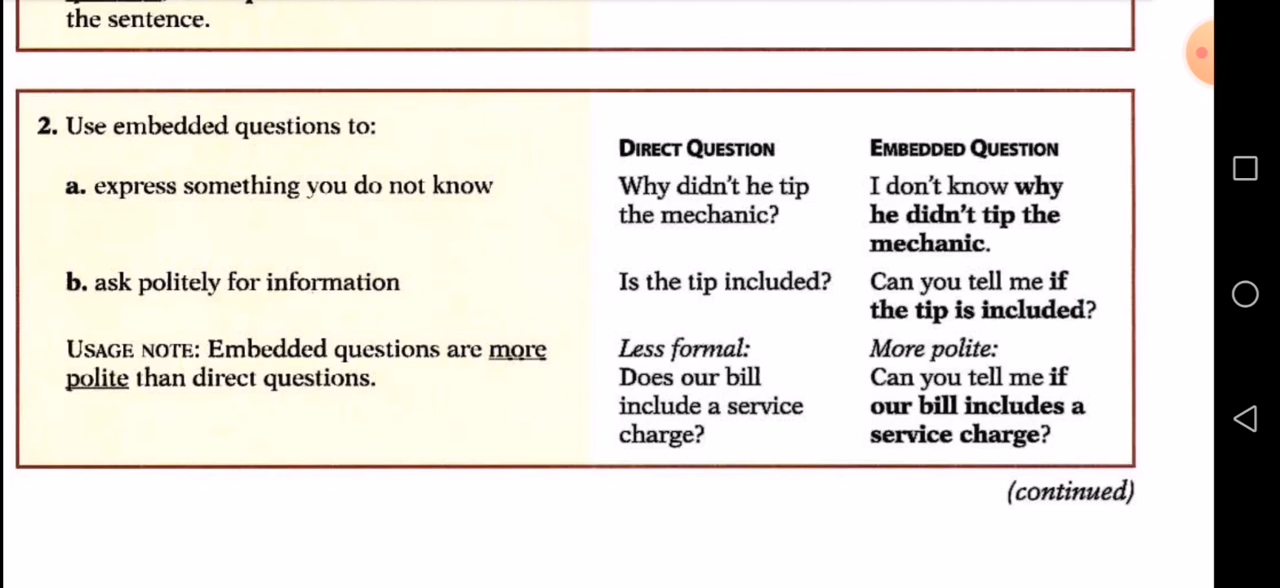 the sentence.
2. Use embedded questions to:
DIRECT QUESTION
EMBEDDED QUESTION
a. express something you do not know
Why didn't he tip
the mechanic?
I don't know why
he didn't tip the
mechanic.
b. ask politely for information
Is the tip included?
Can you tell me if
the tip is included?
USAGE NOTE: Embedded questions are more
polite than direct questions.
Less formal:
Does our bill
include a service
charge?
More polite:
Can you tell me if
our bill includes a
service charge?
(continued)